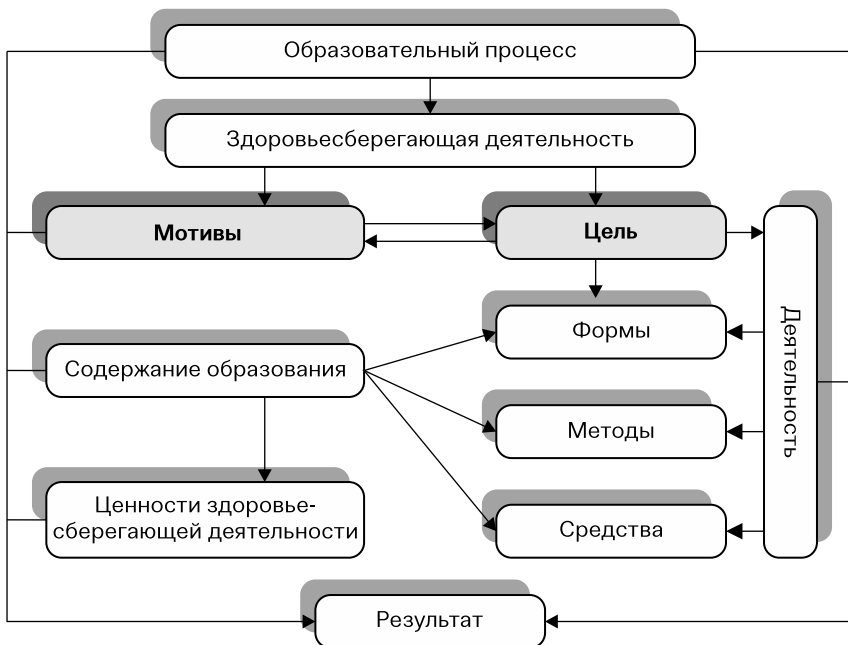 Образовательный процесс
Здоровьесберегающая деятельность
Мотивы
Цель
Деятельность
Формы
Содержание образования
Методы
Ценности здоровье-
сберегающей деятельности
Средства
Результат